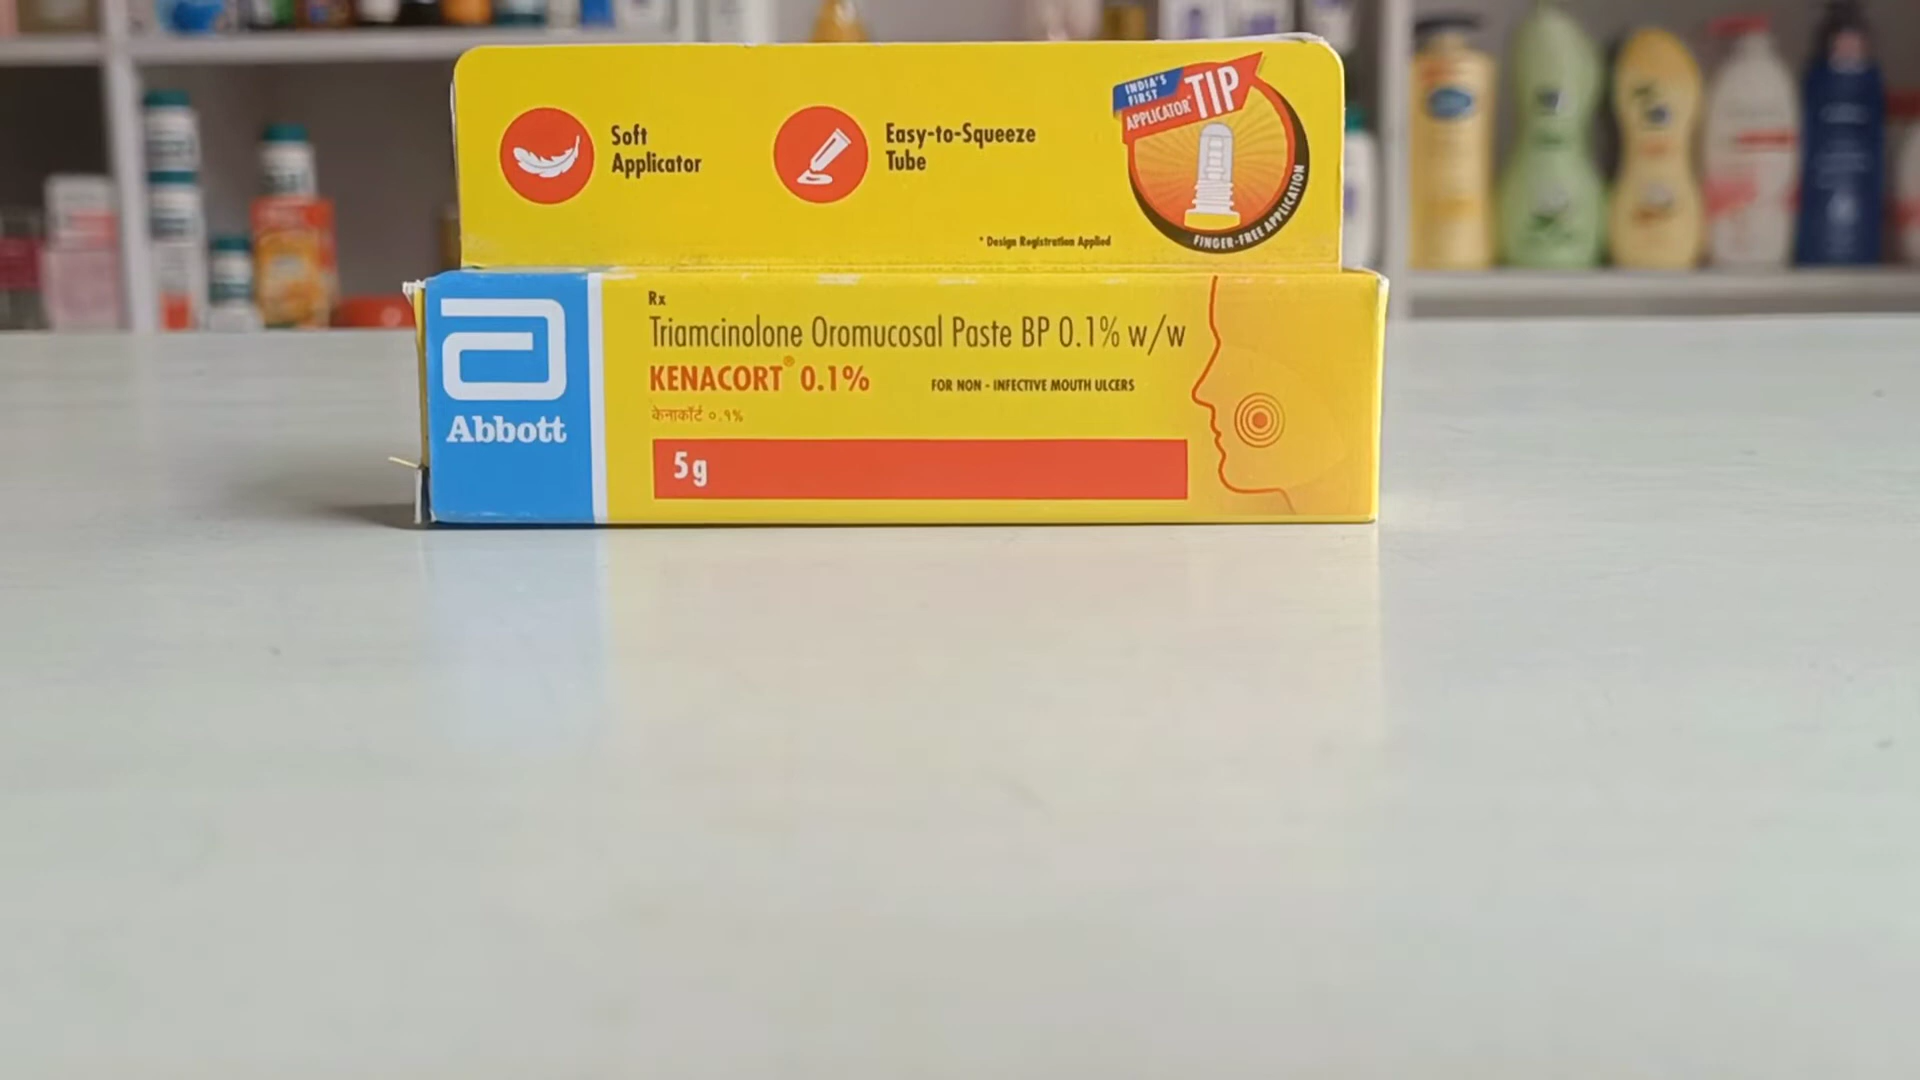 INDIA'S
FIRST
APPLICATOR TIP
Soft
Applicator
Easy-to-Squeeze
Tube
FINGER-FREE APPLICATION
* Design Registration Applied
Rx
Triamcinolone Oromucosal Paste BP 0.1% w/w
KENACORT® 0.1%
FOR NON - INFECTIVE MOUTH ULCERS
केनाकॉर्ट ०.१%
5g
Abbott